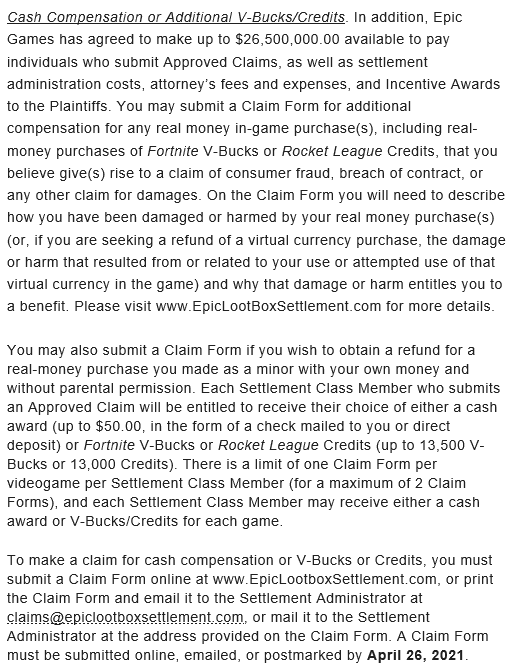 Cash Compensation or Additional V-Bucks/Credits. In addition, Epic
Games has agreed to make up to $26,500,000.00 available to pay
individuals who submit Approved Claims, as well as settlement
administration costs, attorney's fees and expenses, and Incentive Awards
to the Plaintiffs. You may submit a Claim Form for additional
compensation for any real money in-game purchase(s), including real-
money purchases of Fortnite V-Bucks or Rocket League Credits, that you
believe give(s) rise to a claim of consumer fraud, breach of contract, or
any other claim for damages. On the Claim Form you will need to describe
how you have been damaged or harmed by your real money purchase(s)
(or, if you are seeking a refund of a virtual currency purchase, the damage
or harm that resulted from or related to your use or attempted use of that
virtual currency in the game) and why that damage or harm entitles you to
a benefit. Please visit www.EpicLootBoxSettlement.com for more details.
You may also submit a Claim Form if you wish to obtain a refund for a
real-money purchase you made as a minor with your own money and
without parental permission. Each Settlement Class Member who submits
an Approved Claim will be entitled to receive their choice of either a cash
award (up to $50.00, in the form of a check mailed to you or direct
deposit) or Fortnite V-Bucks or Rocket League Credits (up to 13,500 V-
Bucks or 13,000 Credits). There is a limit of one Claim Form per
videogame per Settlement Class Member (for a maximum of 2 Claim
Forms), and each Settlement Class Member may receive either a cash
award or V-Bucks/Credits for each game.
To make a claim for cash compensation or V-Bucks or Credits, you must
submit a Claim Form online at www.EpicLootboxSettlement.com, or print
the Claim Form and email it to the Settlement Administrator at
claims@epiclootboxsettlement.com, or mail it to the Settlement
Administrator at the address provided on the Claim Form. A Claim Form
must be submitted online, emailed, or postmarked by April 26, 2021.